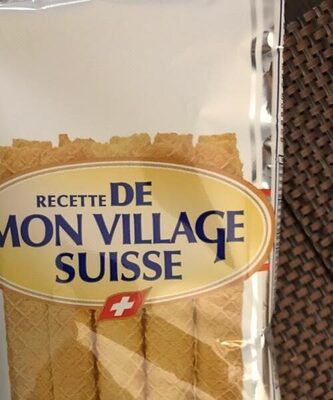 RECETTE DE
MON VILLAGE
SUISSE